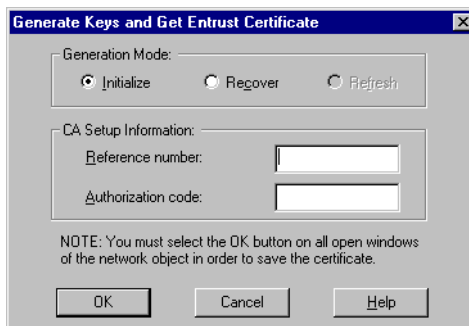 Generate Keys and Get Entrust Certificate
Generation Mode:
Initialize Recover Refresh
CA Setup Information:
Reference number:
Authorization code:
NOTE: You must select the OK button on all open windows
of the network object in order to save the certificate.
OK Cancel Help